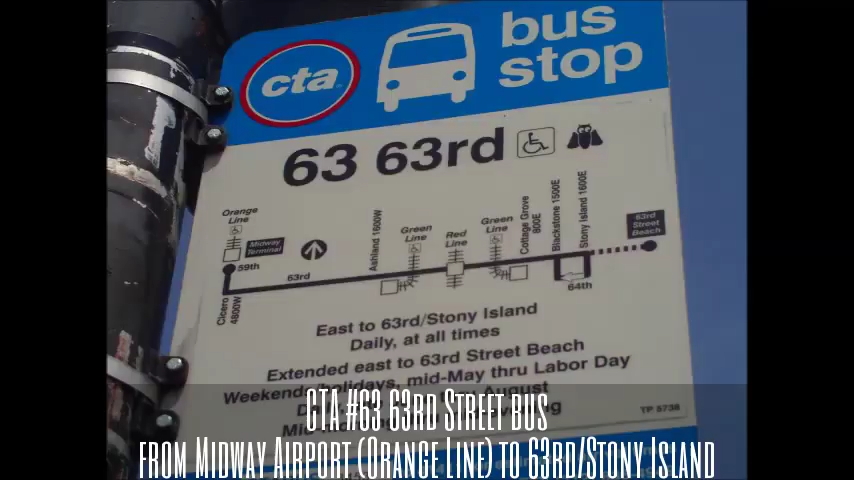 cta
bus
stop
63 63rd
Orange
Line
Midway
Terminal
59th
63rd
Cicero
4800W
Ashland 1600W
Green
Line
Red
Line
Green
Line
Cottage Grove
800E
Blackstone 1500E
Stony Island 1600E
64th
63rd
Street
Beach
East to 63rd/Stony Island
Daily, at all times
Extended east to 63rd Street Beach
Weekends/holidays, mid-May thru Labor Day
August
TP 5738
CTA #63 63rd Street bus
from Midway Airport (Orange Line) to 63rd/Stony Island